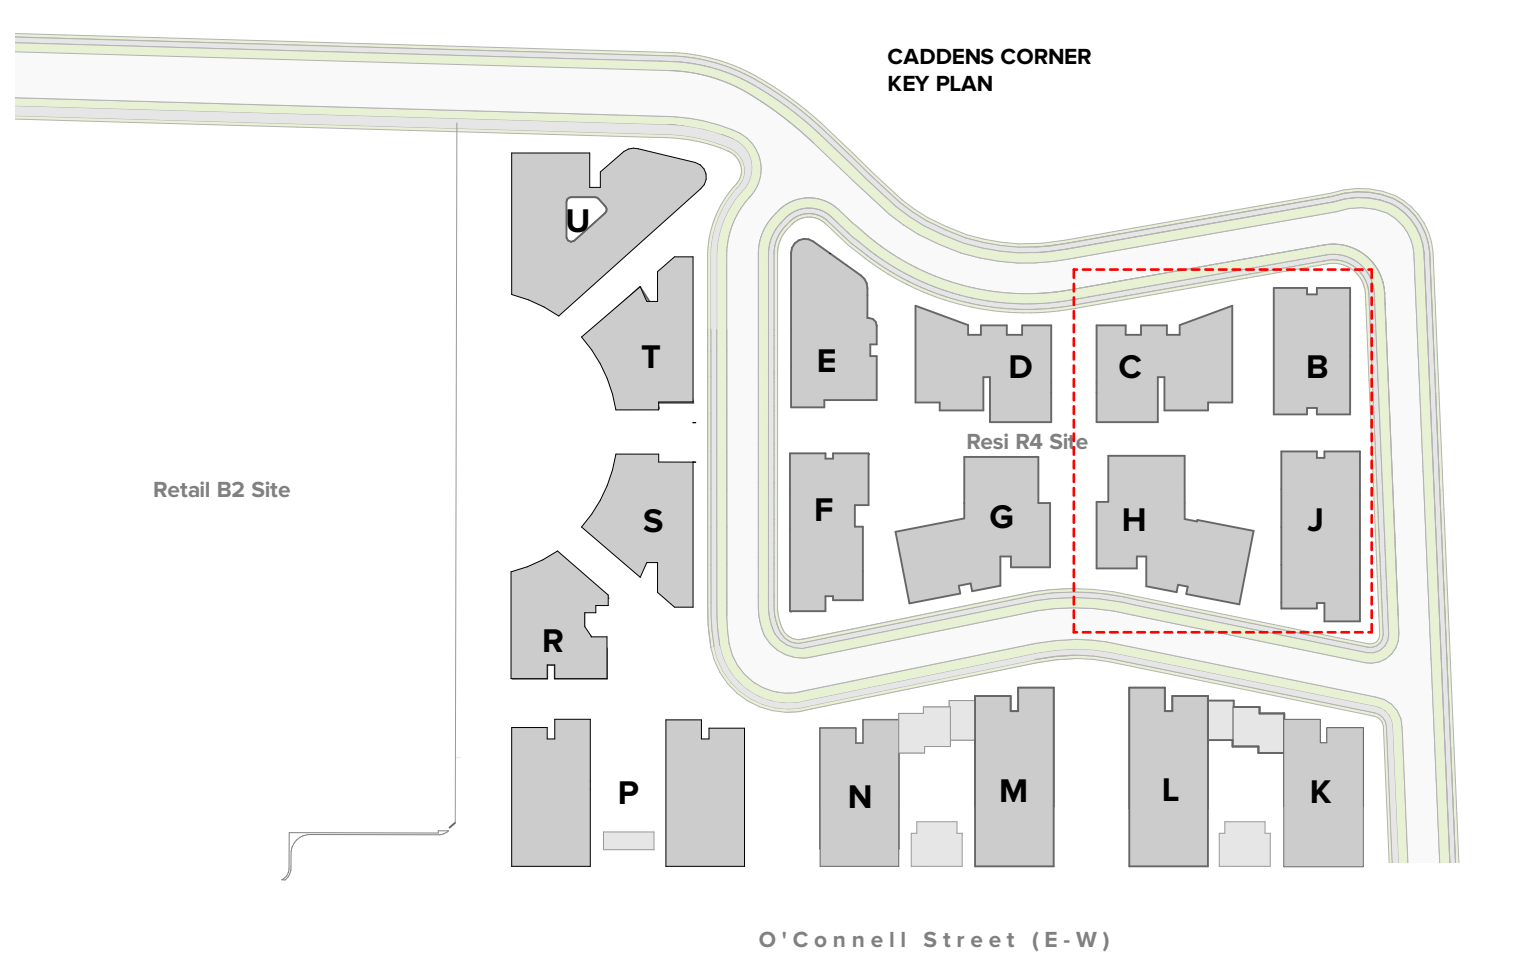 CADDENS CORNER
KEY PLAN
U
T
E
D
C
B
Resi R4 Site
Retail B2 Site
S
F
G
H
J
R
P
N
M
L
K
O'Connell Street (E-W)